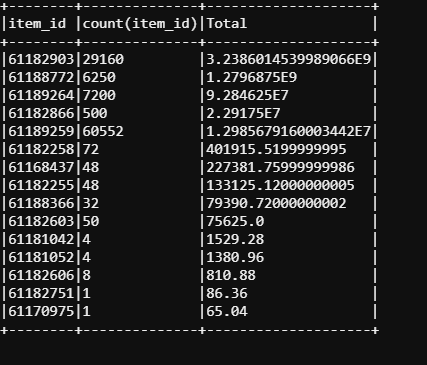 +--------+--------------+--------------------+
|item_id |count(item_id)|Total               |
+--------+--------------+--------------------+
|61182903|29160         |3.2386014539989066E9|
|61188772|6250          |1.2796875E9         |
|61189264|7200          |9.284625E7          |
|61182866|500           |2.29175E7           |
|61189259|60552         |1.2985679160003442E7|
|61182258|72            |401915.5199999995   |
|61168437|48            |227381.75999999986  |
|61182255|48            |133125.12000000005  |
|61188366|32            |79390.72000000002   |
|61182603|50            |75625.0             |
|61181042|4             |1529.28             |
|61181052|4             |1380.96             |
|61182606|8             |810.88              |
|61182751|1             |86.36               |
|61170975|1             |65.04               |
+--------+--------------+--------------------+